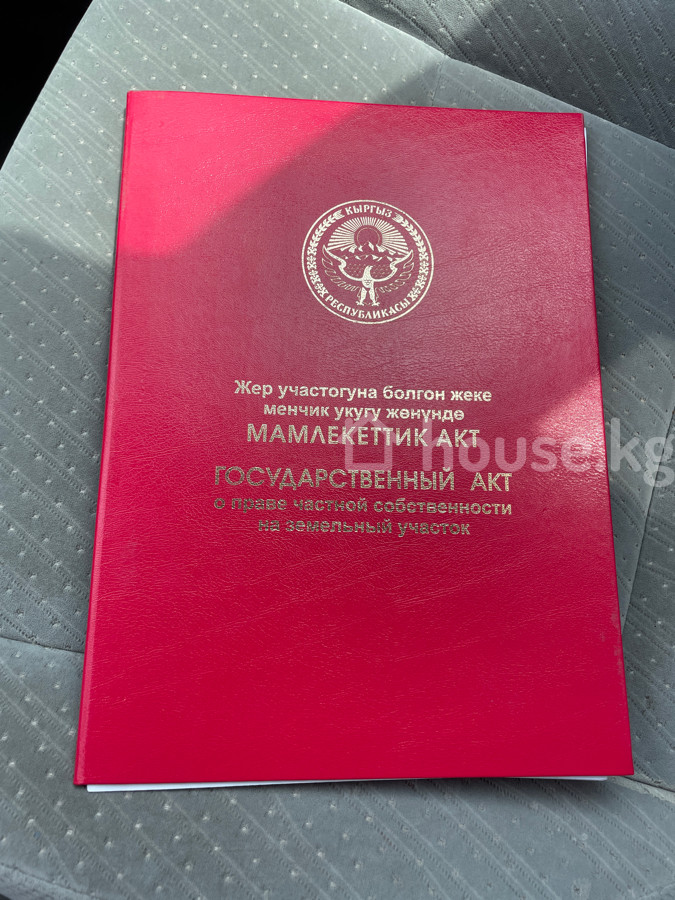 КЫРГЫЗ
РЕСПУБЛИКАСЫ
Жер участогуна болгон жеке
менчик укугу жөнүндө
МАМЛЕКЕТТИК АКТ
house.kg
ГОСУДАРСТВЕННЫЙ АКТ
о праве частной собственности
на земельный участок